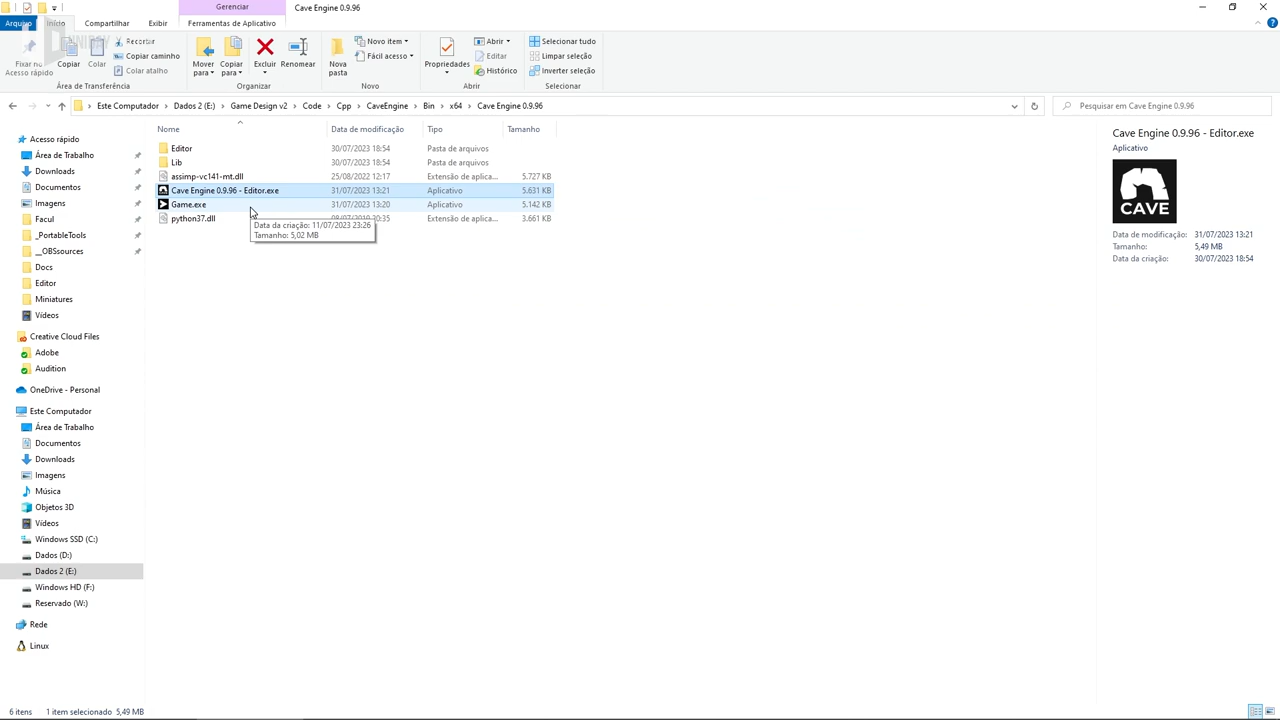 Gerenciar
Cave Engine 0.9.96
Arquivo
Início
Compartilhar
Exibir
Ferramentas de Aplicativo
Fixar no
Acesso rápido
Copiar
Colar
Recortar
Copiar caminho
Colar atalho
Área de Transferência
Mover
para
Copiar
para
Excluir
Renomear
Organizar
Nova
pasta
Novo item
Fácil acesso
Novo
Propriedades
Abrir
Editar
Histórico
Abrir
Selecionar tudo
Limpar seleção
Inverter seleção
Selecionar
Este Computador > Dados 2 (E:) > Game Design v2 > Code > Cpp > CaveEngine > Bin > x64 > Cave Engine 0.9.96
Pesquisar em Cave Engine 0.9.96
Acesso rápido
Área de Trabalho
Downloads
Documentos
Imagens
Facul
_PortableTools
__OBSsources
Docs
Editor
Miniatures
Vídeos
Creative Cloud Files
Adobe
Audition
OneDrive - Personal
Este Computador
Área de Trabalho
Documentos
Downloads
Imagens
Música
Objetos 3D
Vídeos
Windows SSD (C:)
Dados (D:)
Dados 2 (E:)
Windows HD (F:)
Reservado (W:)
Rede
Linux
Nome Data de modificação Tipo Tamanho
Editor 30/07/2023 18:54 Pasta de arquivos
Lib 30/07/2023 18:54 Pasta de arquivos
assimp-vc141-mt.dll 25/08/2022 12:17 Extensão de aplica... 5.727 KB
Cave Engine 0.9.96 - Editor.exe 31/07/2023 13:21 Aplicativo 5.631 KB
Game.exe 31/07/2023 13:20 Aplicativo 5.142 KB
python37.dll 20:35 Extensão de aplica... 3.661 KB
Data da criação: 11/07/2023 23:26
Tamanho: 5,02 MB
Cave Engine 0.9.96 - Editor.exe
Aplicativo
CAVE
Data de modificação: 31/07/2023 13:21
Tamanho: 5,49 MB
Data da criação: 30/07/2023 18:54
6 itens 1 item selecionado 5,49 MB